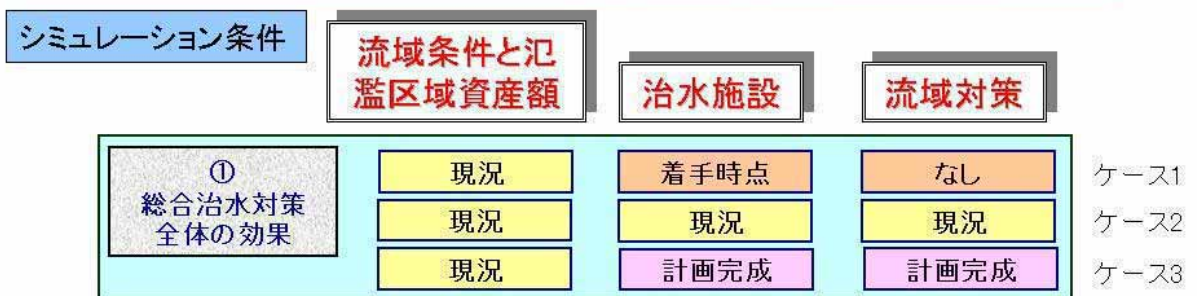 シミュレーション条件
流域条件と氾
濫区域資産額
治水施設
流域対策
①
総合治水対策
全体の効果
現況 着手時点 なし ケース1
現況 現況 現況 ケース2
現況 計画完成 計画完成 ケース3